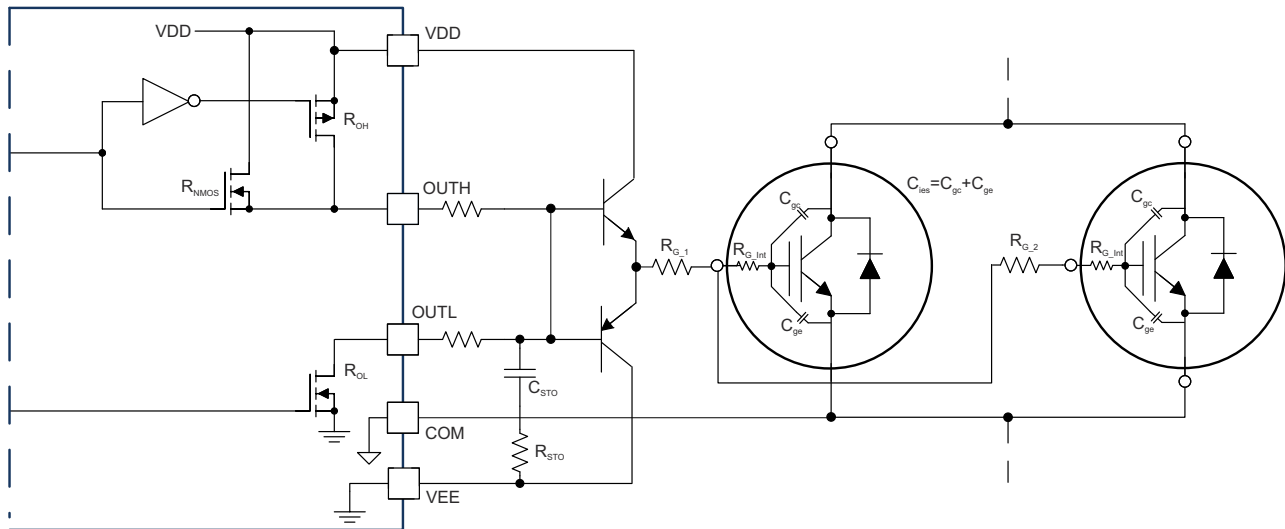 VDD
VDD
R_OH
R_NMOS
OUTH
C_gc
C_ies=C_gc+C_ge
C_gc
R_G_1
R_G_Int
R_G_2
R_G_Int
C_ge
C_ge
OUTL
R_OL
C_STO
COM
R_STO
VEE